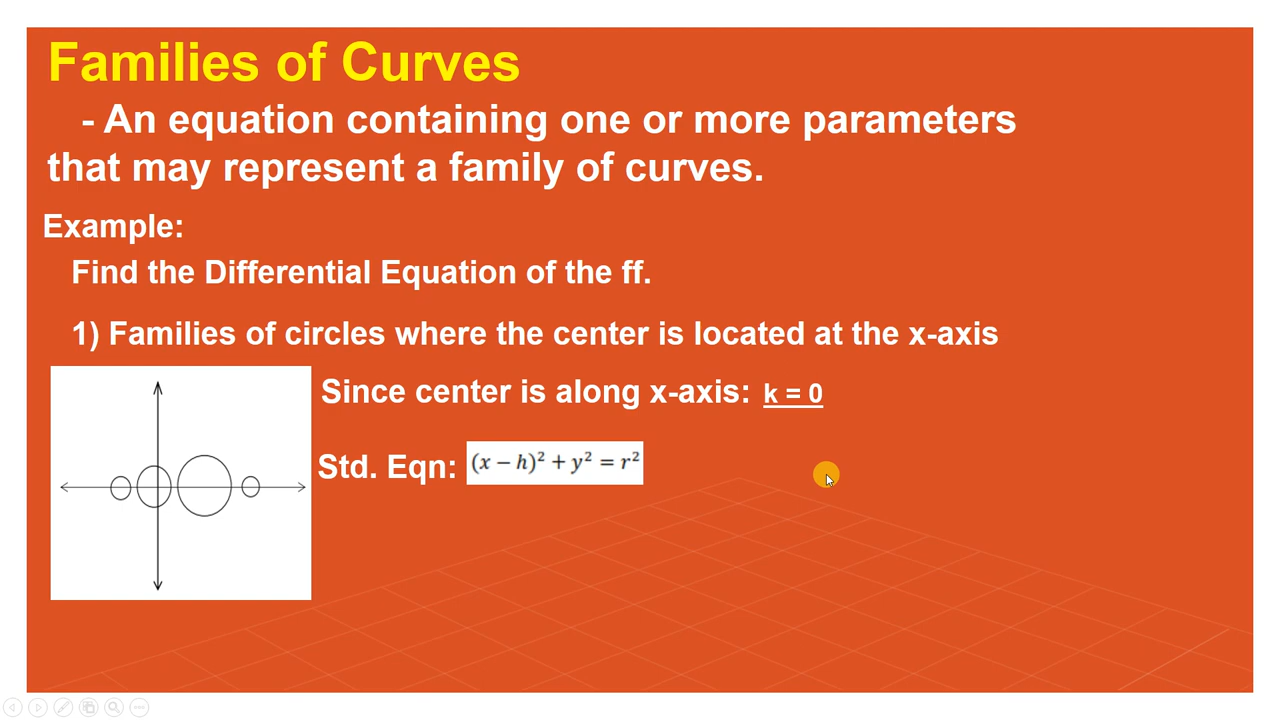 Families of Curves
- An equation containing one or more parameters
that may represent a family of curves.
Example:
Find the Differential Equation of the ff.
1) Families of circles where the center is located at the x-axis
Since center is along x-axis: k = 0
Std. Eqn: (x − h)² + y² = r²